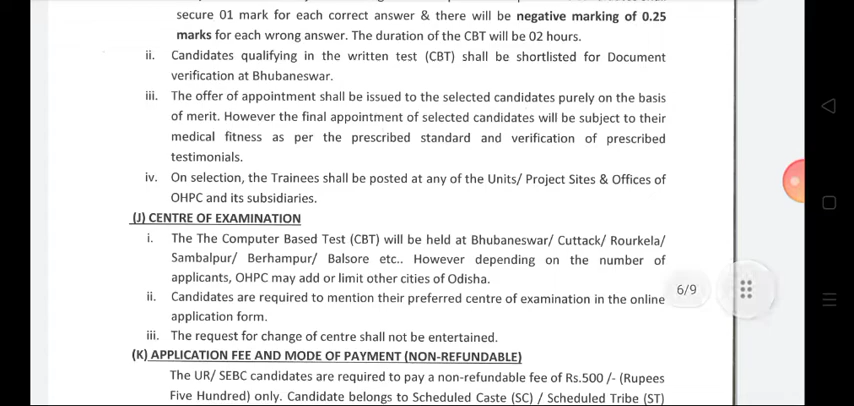 secure 01 mark for each correct answer & there will be negative marking of 0.25
marks for each wrong answer. The duration of the CBT will be 02 hours.
ii. Candidates qualifying in the written test (CBT) shall be shortlisted for Document
verification at Bhubaneswar.
iii. The offer of appointment shall be issued to the selected candidates purely on the basis
of merit. However the final appointment of selected candidates will be subject to their
medical fitness as per the prescribed standard and verification of prescribed
testimonials.
iv. On selection, the Trainees shall be posted at any of the Units/ Project Sites & Offices of
OHPC and its subsidiaries.
(J) CENTRE OF EXAMINATION
i. The The Computer Based Test (CBT) will be held at Bhubaneswar/ Cuttack/ Rourkela/
Sambalpur/ Berhampur/ Balsore etc.. However depending on the number of
applicants, OHPC may add or limit other cities of Odisha.
6/9
ii. Candidates are required to mention their preferred centre of examination in the online
application form.
iii. The request for change of centre shall not be entertained.
(K) APPLICATION FEE AND MODE OF PAYMENT (NON-REFUNDABLE)
The UR/ SEBC candidates are required to pay a non-refundable fee of Rs.500 /- (Rupees
Five Hundred) only. Candidate belongs to Scheduled Caste (SC) / Scheduled Tribe (ST)